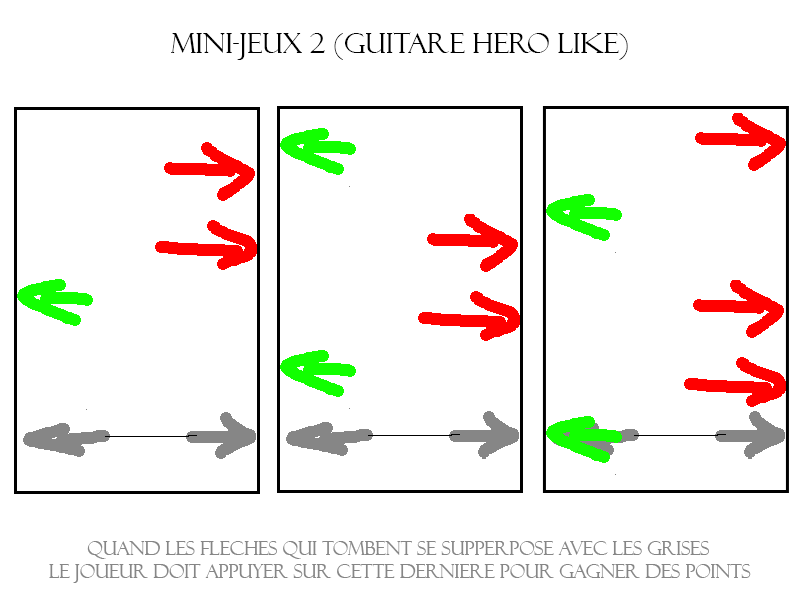 MINI-JEUX 2 (GUITARE HERO LIKE)
QUAND LES FLECHES QUI TOMBENT SE SUPPERPOSE AVEC LES GRISES
LE JOUEUR DOIT APPUYER SUR CETTE DERNIERE POUR GAGNER DES POINTS